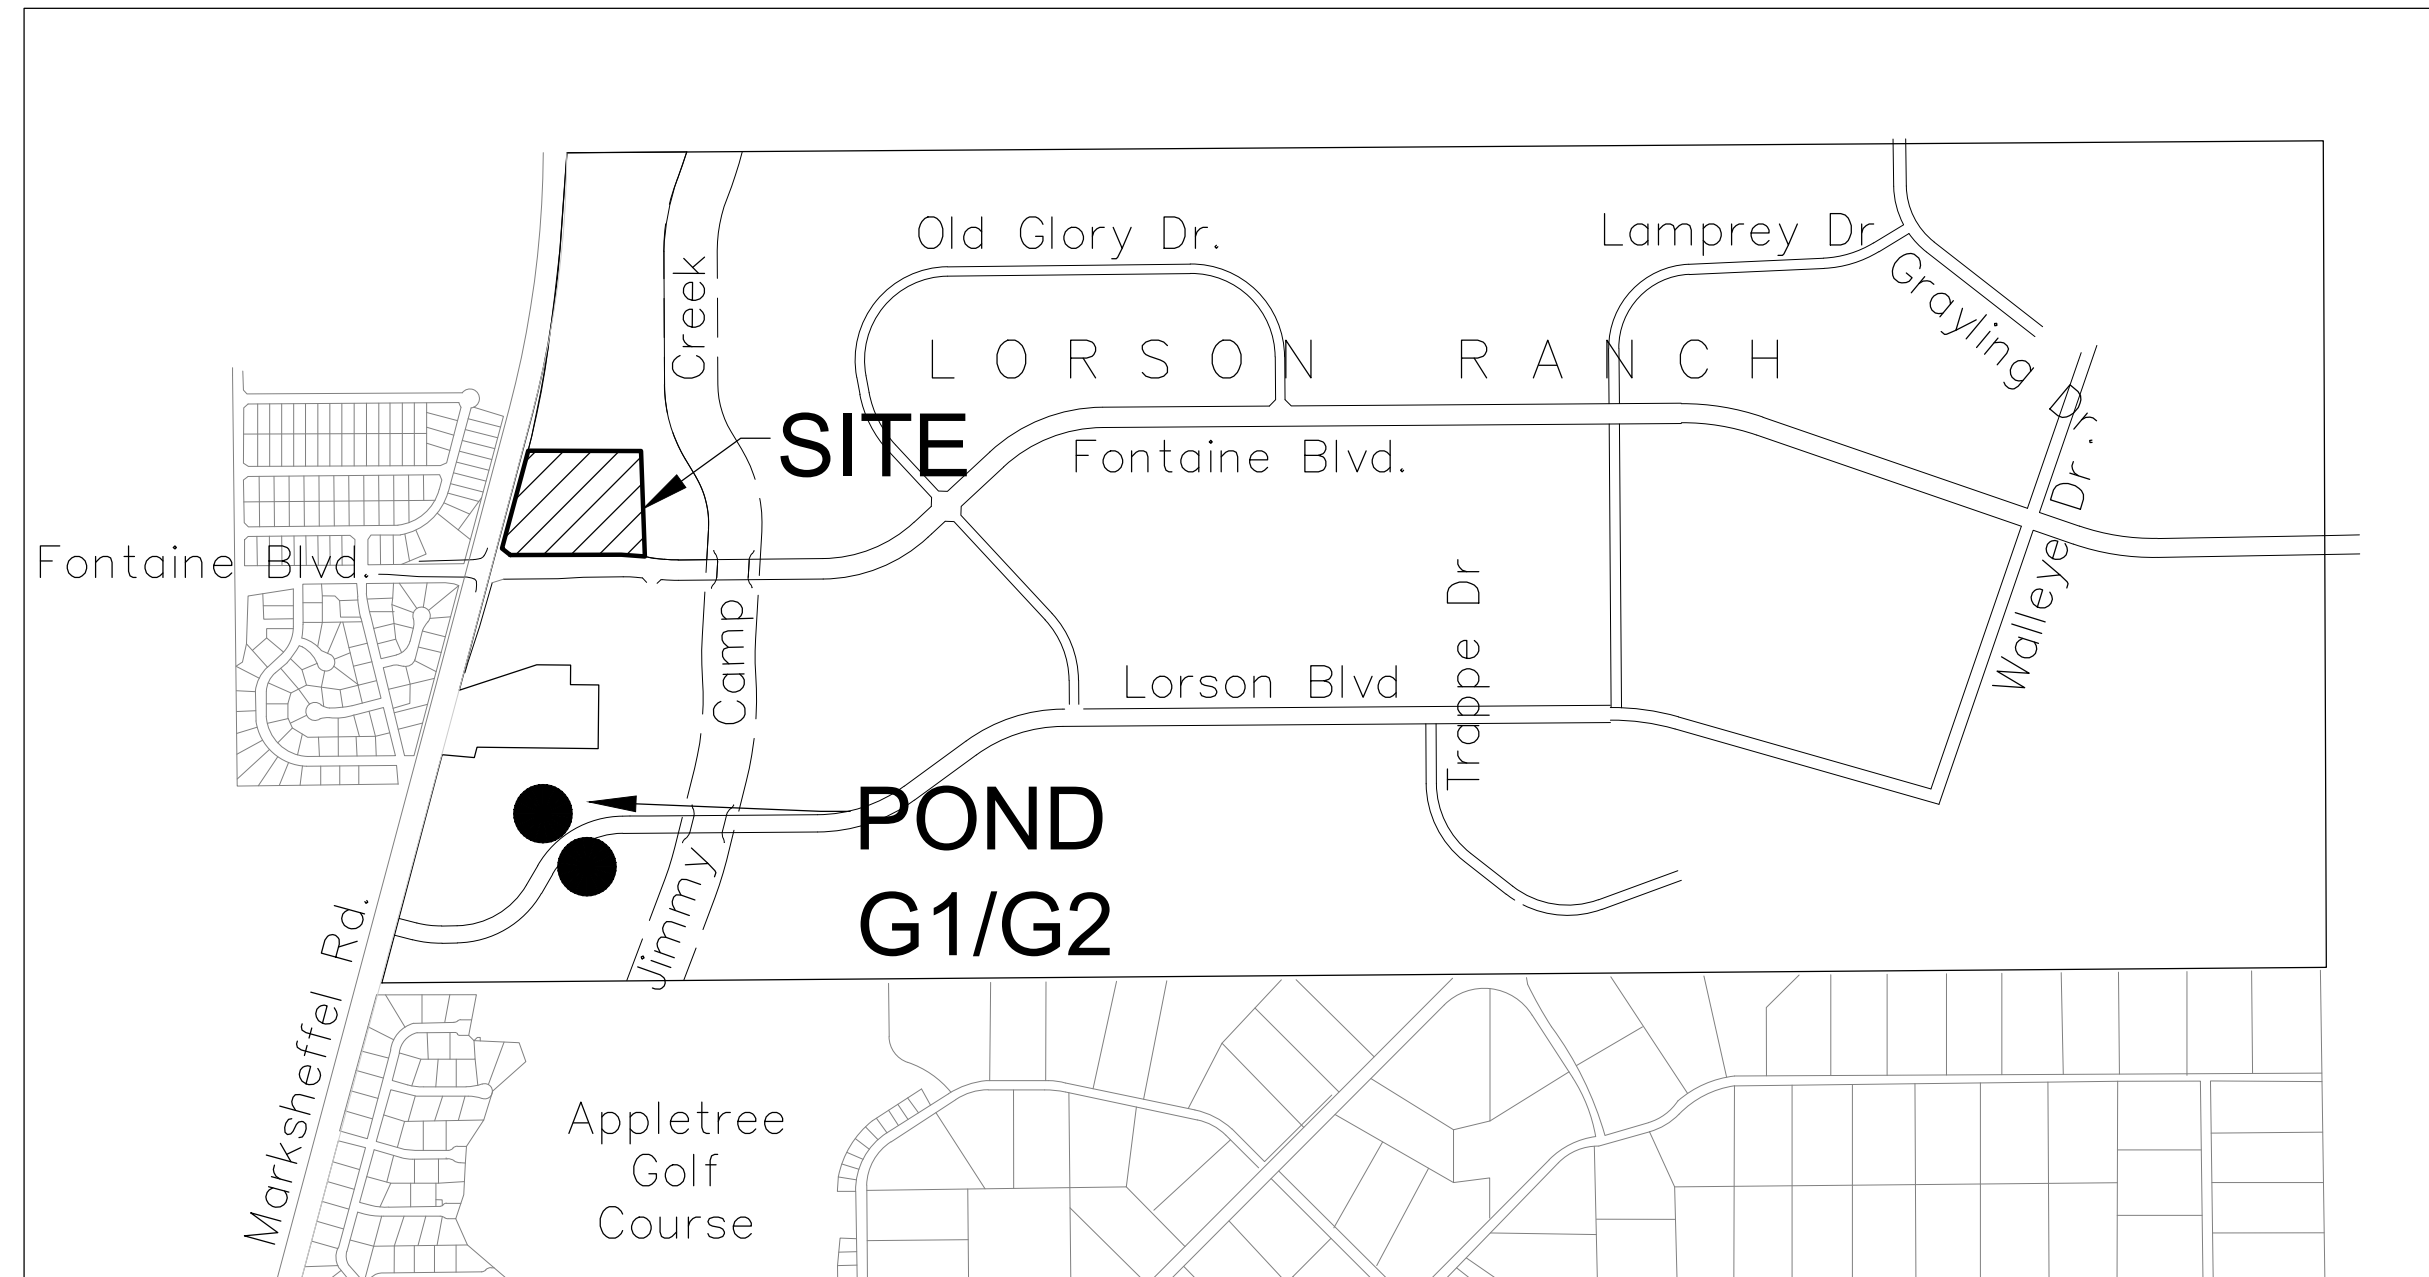 Old Glory Dr.
Lamprey Dr
Grayling Dr.
LORSON RANCH
SITE
Fontaine Blvd.
Fontaine Blvd.
Walleye Dr.
Trappe Dr
Lorson Blvd
Jimmy Camp Creek
POND
G1/G2
Marksheffel Rd.
Appletree
Golf
Course